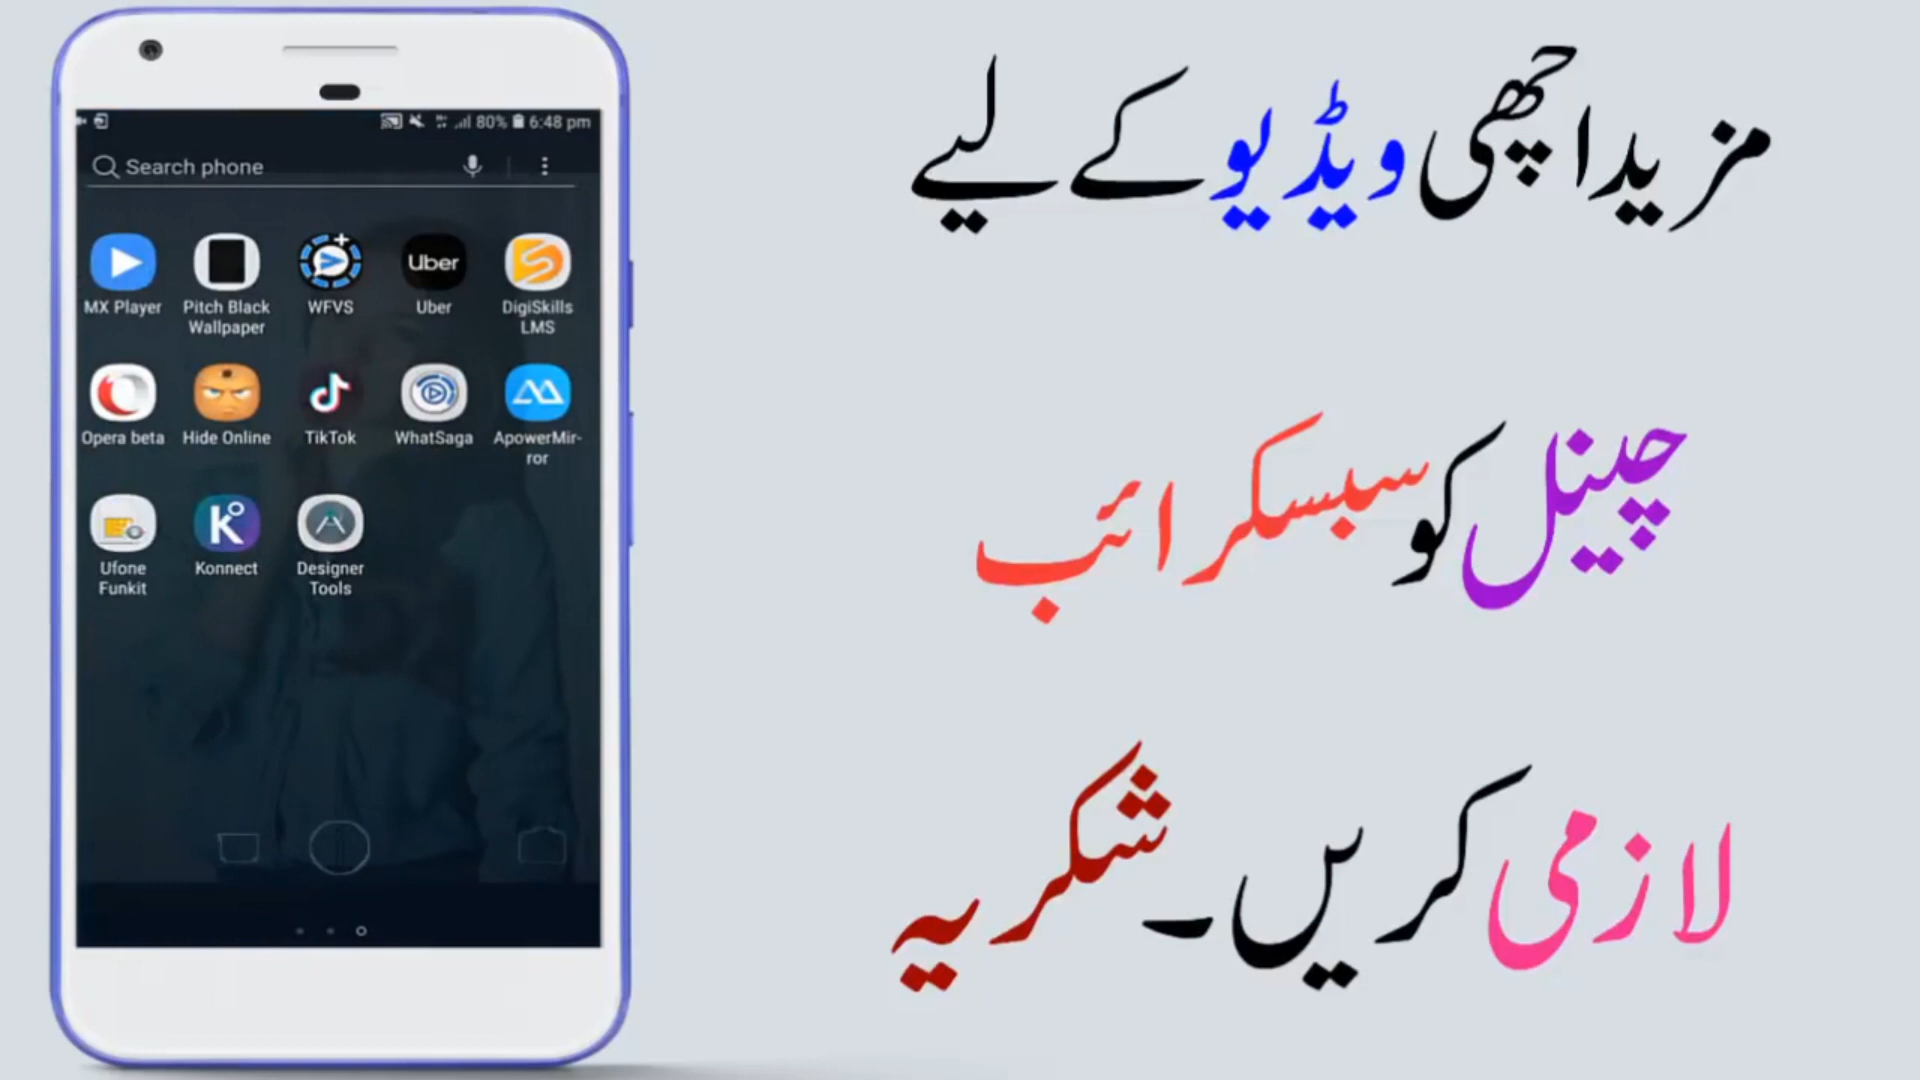 80% 6:48 pm
Search phone
MX Player
Pitch Black Wallpaper
WFVS
Uber
Uber
DigiSkills LMS
Opera beta
Hide Online
TikTok
WhatSaga
ApowerMir-
ror
Ufone Funkit
Konnect
Designer Tools
مزید اچھی ویڈیو کے لیے
چینل کو سبسکرائب
لازمی کریں۔ شکریہ